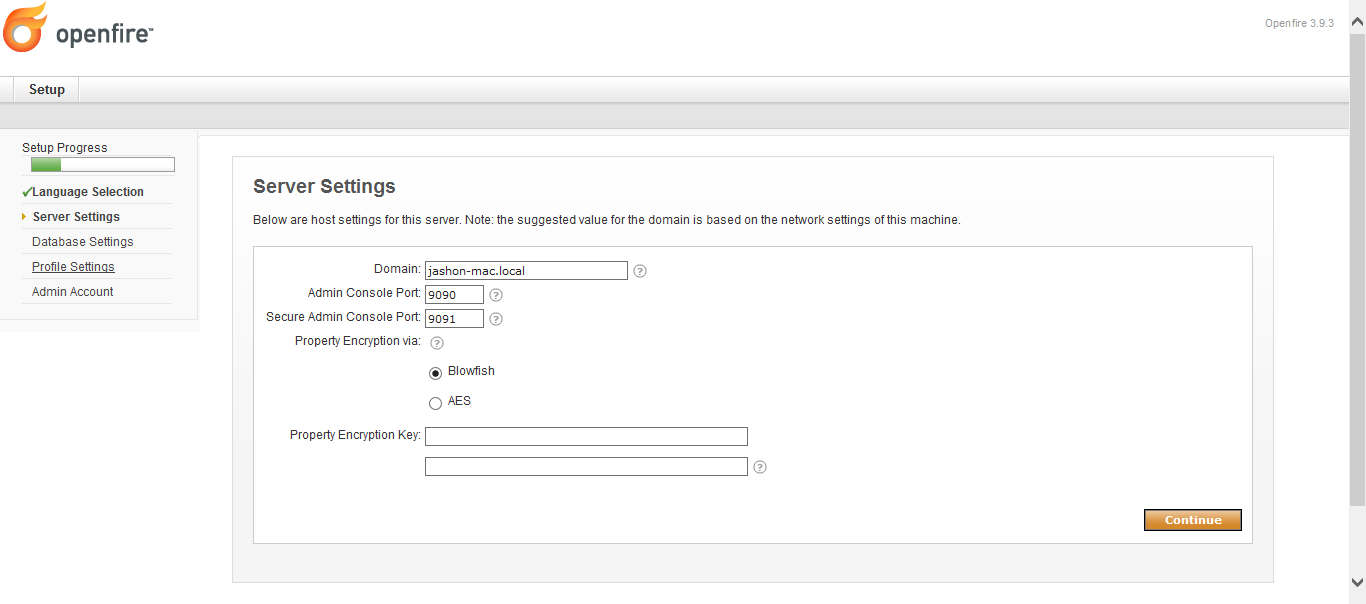 openfire™
Openfire 3.9.3
Setup
Setup Progress
Language Selection
Server Settings
Database Settings
Profile Settings
Admin Account
Server Settings
Below are host settings for this server. Note: the suggested value for the domain is based on the network settings of this machine.
Domain: jashon-mac.local ?
Admin Console Port: 9090 ?
Secure Admin Console Port: 9091 ?
Property Encryption via: ?
Blowfish
AES
Property Encryption Key:
?
Continue